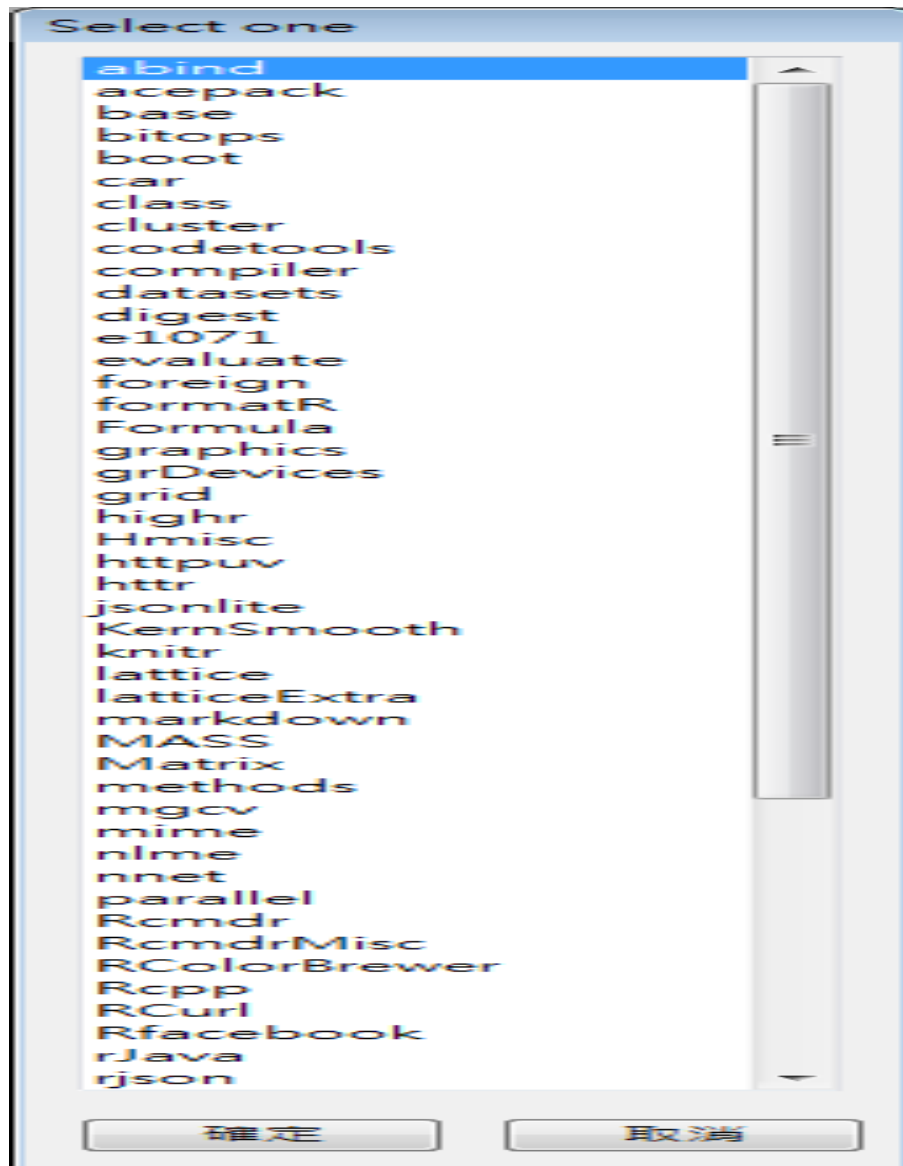 Select one
abind
acepack
base
bitops
boot
car
class
cluster
codetools
compiler
datasets
digest
e1071
evaluate
foreign
formatR
Formula
graphics
grDevices
grid
highr
Hmisc
httpuv
httr
jsonlite
KernSmooth
knitr
lattice
latticeExtra
markdown
MASS
Matrix
methods
mgcv
mime
nlme
nnet
parallel
Rcmdr
RcmdrMisc
RColorBrewer
Rcpp
RCurl
Rfacebook
rJava
rjson
確定 取消